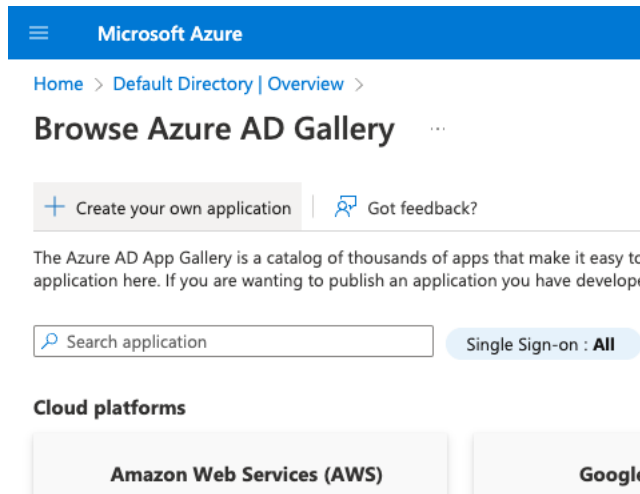 Microsoft Azure
Home > Default Directory | Overview >
Browse Azure AD Gallery ...
+ Create your own application | Got feedback?
The Azure AD App Gallery is a catalog of thousands of apps that make it easy to
application here. If you are wanting to publish an application you have develope
Search application
Single Sign-on : All
Cloud platforms
Amazon Web Services (AWS)
Google